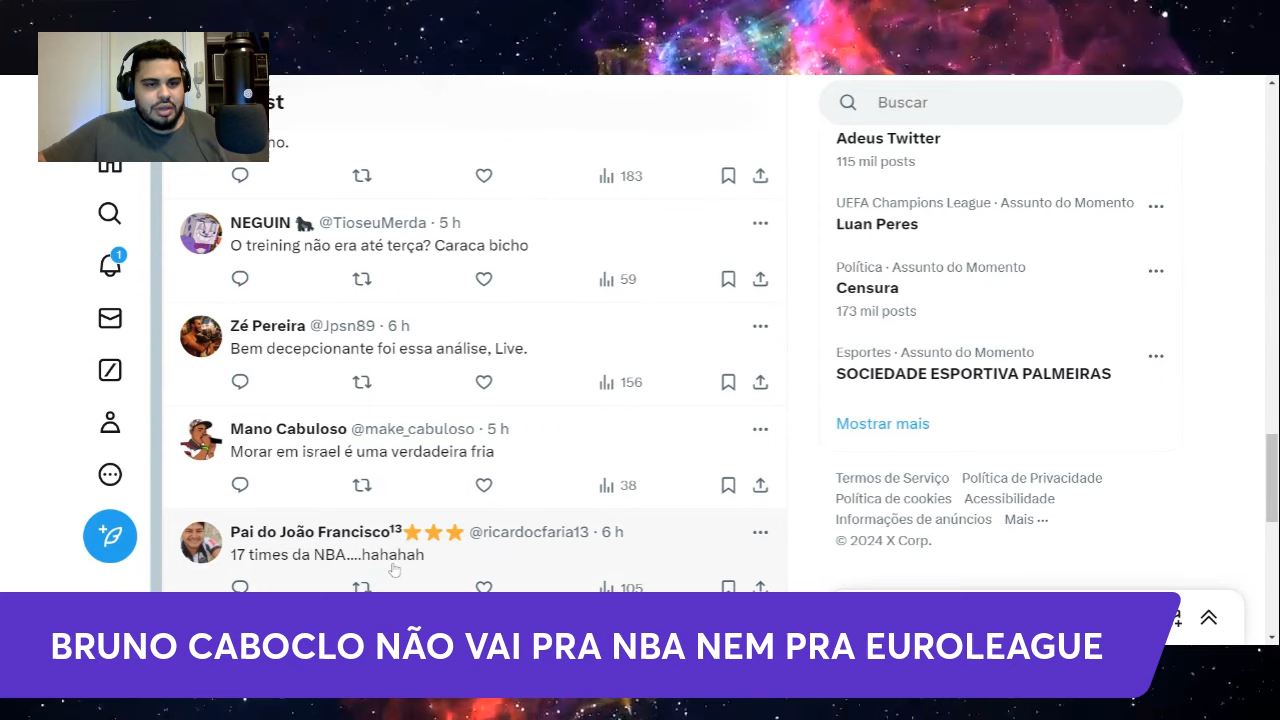 st
no.
183
NEGUIN 🦍 @TioseuMerda · 5 h
O treining não era até terça? Caraca bicho
59
Zé Pereira @Jpsn89 · 6 h
Bem decepcionante foi essa análise, Live.
156
Mano Cabuloso @make_cabuloso · 5 h
Morar em israel é uma verdadeira fria
38
Pai do João Francisco¹³⭐⭐⭐ @ricardocfaria13 · 6 h
17 times da NBA....hahahah
105
1
Buscar
Adeus Twitter
115 mil posts
UEFA Champions League · Assunto do Momento
Luan Peres
Política · Assunto do Momento
Censura
173 mil posts
Esportes · Assunto do Momento
SOCIEDADE ESPORTIVA PALMEIRAS
Mostrar mais
Termos de Serviço Política de Privacidade
Política de cookies Acessibilidade
Informações de anúncios Mais ···
© 2024 X Corp.
BRUNO CABOCLO NÃO VAI PRA NBA NEM PRA EUROLEAGUE